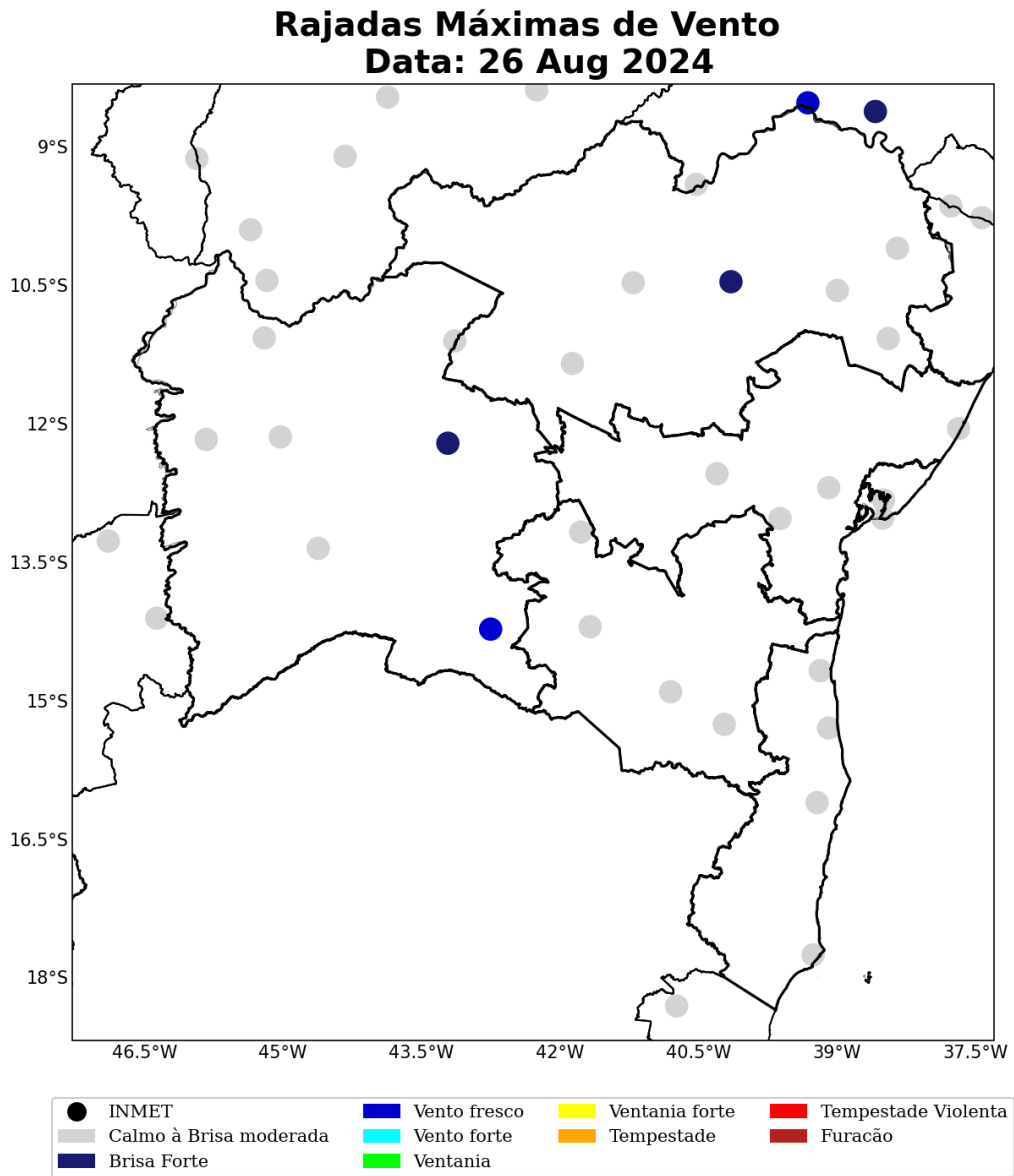 Rajadas Máximas de Vento
Data: 26 Aug 2024
9°S
10.5°S
12°S
13.5°S
15°S
16.5°S
18°S
46.5°W 45°W 43.5°W 42°W 40.5°W 39°W 37.5°W
INMET
Calmo à Brisa moderada
Brisa Forte
Vento fresco
Vento forte
Ventania
Ventania forte
Tempestade
Tempestade Violenta
Furacão